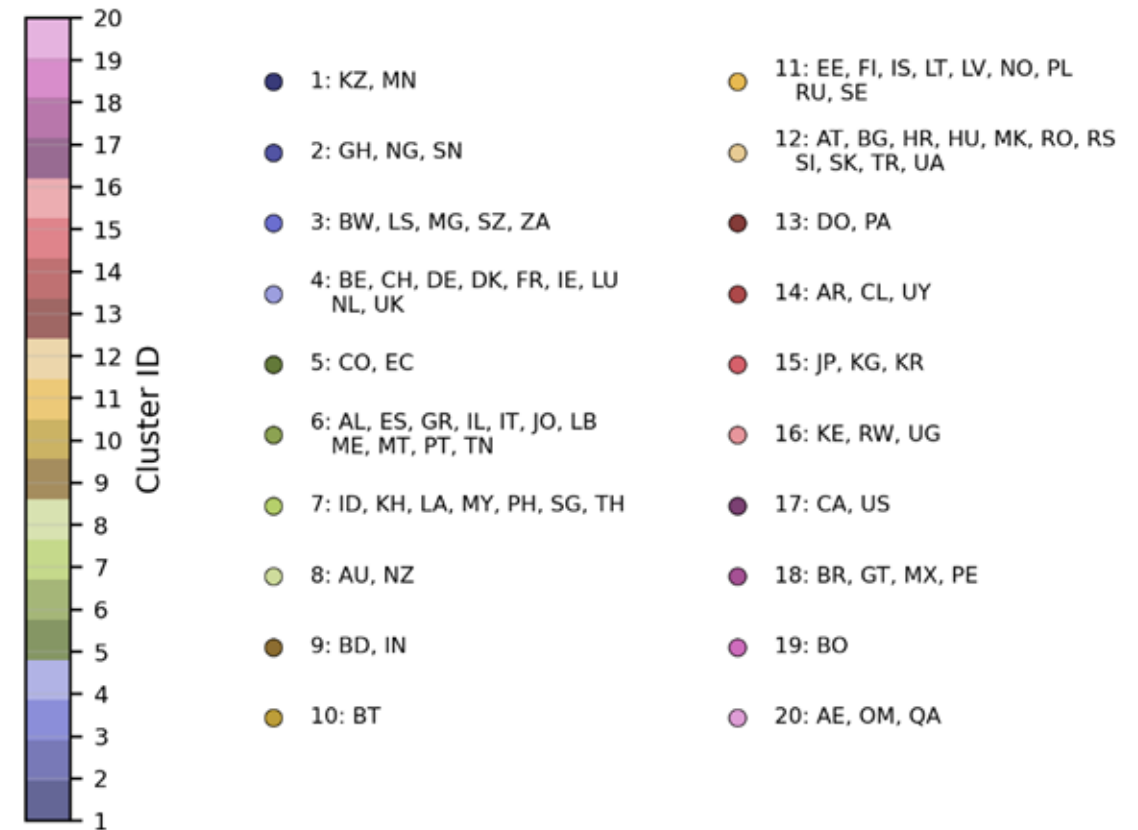 20
19
18
17
16
15
14
13
12
11
10
9
8
7
6
5
4
3
2
1
Cluster ID
1: KZ, MN
2: GH, NG, SN
3: BW, LS, MG, SZ, ZA
4: BE, CH, DE, DK, FR, IE, LU
NL, UK
5: CO, EC
6: AL, ES, GR, IL, IT, JO, LB
ME, MT, PT, TN
7: ID, KH, LA, MY, PH, SG, TH
8: AU, NZ
9: BD, IN
10: BT
11: EE, FI, IS, LT, LV, NO, PL
RU, SE
12: AT, BG, HR, HU, MK, RO, RS
SI, SK, TR, UA
13: DO, PA
14: AR, CL, UY
15: JP, KG, KR
16: KE, RW, UG
17: CA, US
18: BR, GT, MX, PE
19: BO
20: AE, OM, QA